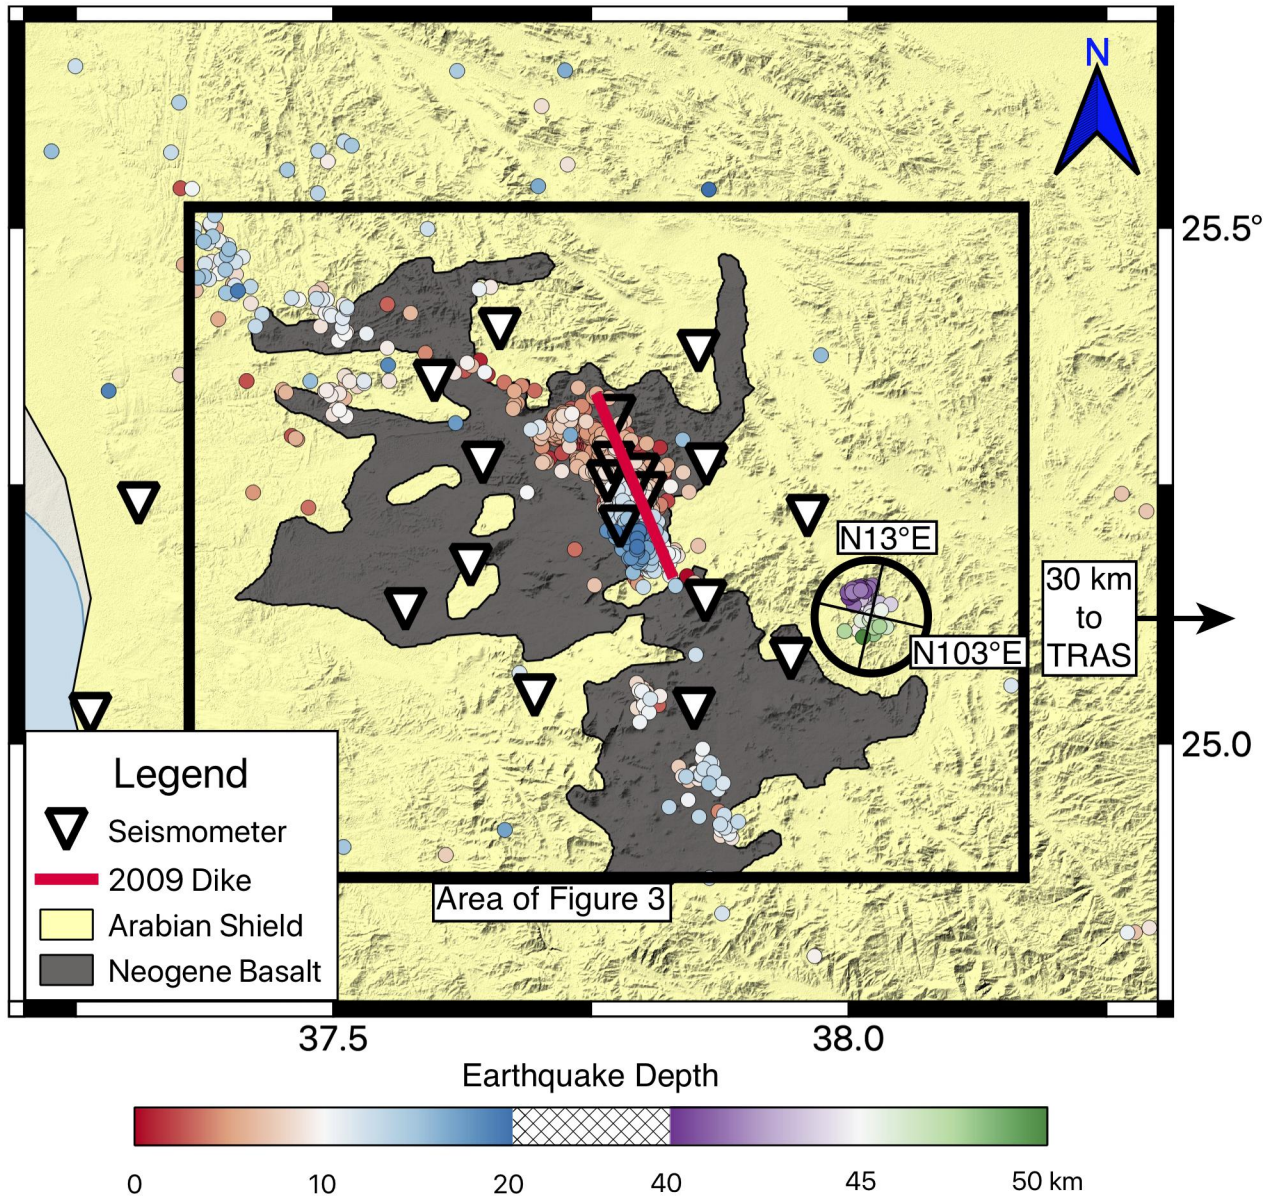 N
25.5°
N13°E
30 km
to
TRAS
N103°E
25.0
Legend
Seismometer
2009 Dike
Arabian Shield
Neogene Basalt
Area of Figure 3
37.5
38.0
Earthquake Depth
0
10
20
40
45
50 km